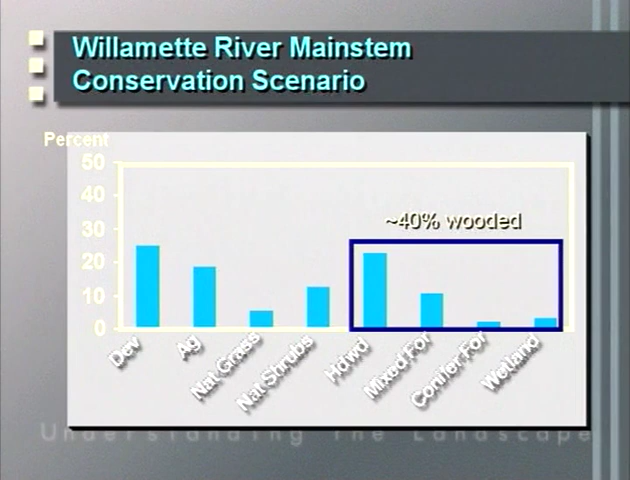 Willamette River Mainstem
Conservation Scenario
Percent
50
40
30
20
10
0
~40% wooded
Dev
Ag
Nat Grass
Nat Shrubs
Hdwd
Mixed For
Conifer For
Wetland
Understanding the Landscape